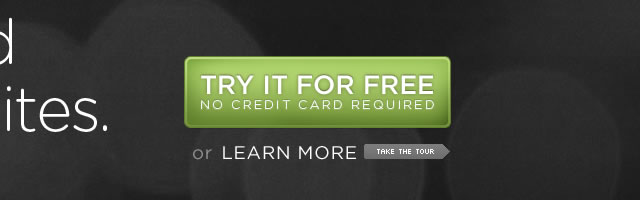 d
ites.
TRY IT FOR FREE
NO CREDIT CARD REQUIRED
or LEARN MORE TAKE THE TOUR